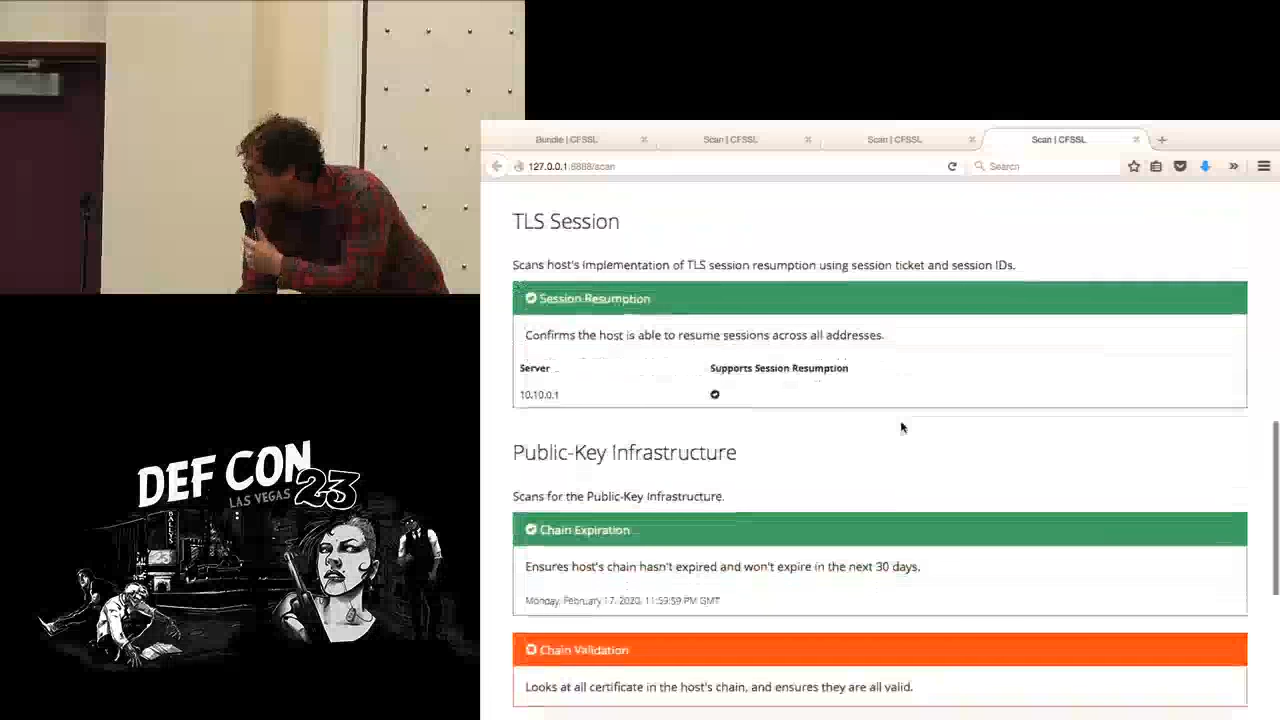 Bundle | CFSSL
Scan | CFSSL
Scan | CFSSL
Scan | CFSSL
127.0.0.1:8888/scan
Search
TLS Session
Scans host's implementation of TLS session resumption using session ticket and session IDs.
Session Resumption
Confirms the host is able to resume sessions across all addresses.
Server Supports Session Resumption
10.10.0.1
Public-Key Infrastructure
Scans for the Public-Key Infrastructure.
Chain Expiration
Ensures host's chain hasn't expired and won't expire in the next 30 days.
Monday, February 17, 2020, 11:59:59 PM GMT
Chain Validation
Looks at all certificate in the host's chain, and ensures they are all valid.
DEF CON
LAS VEGAS 23
BALLYS